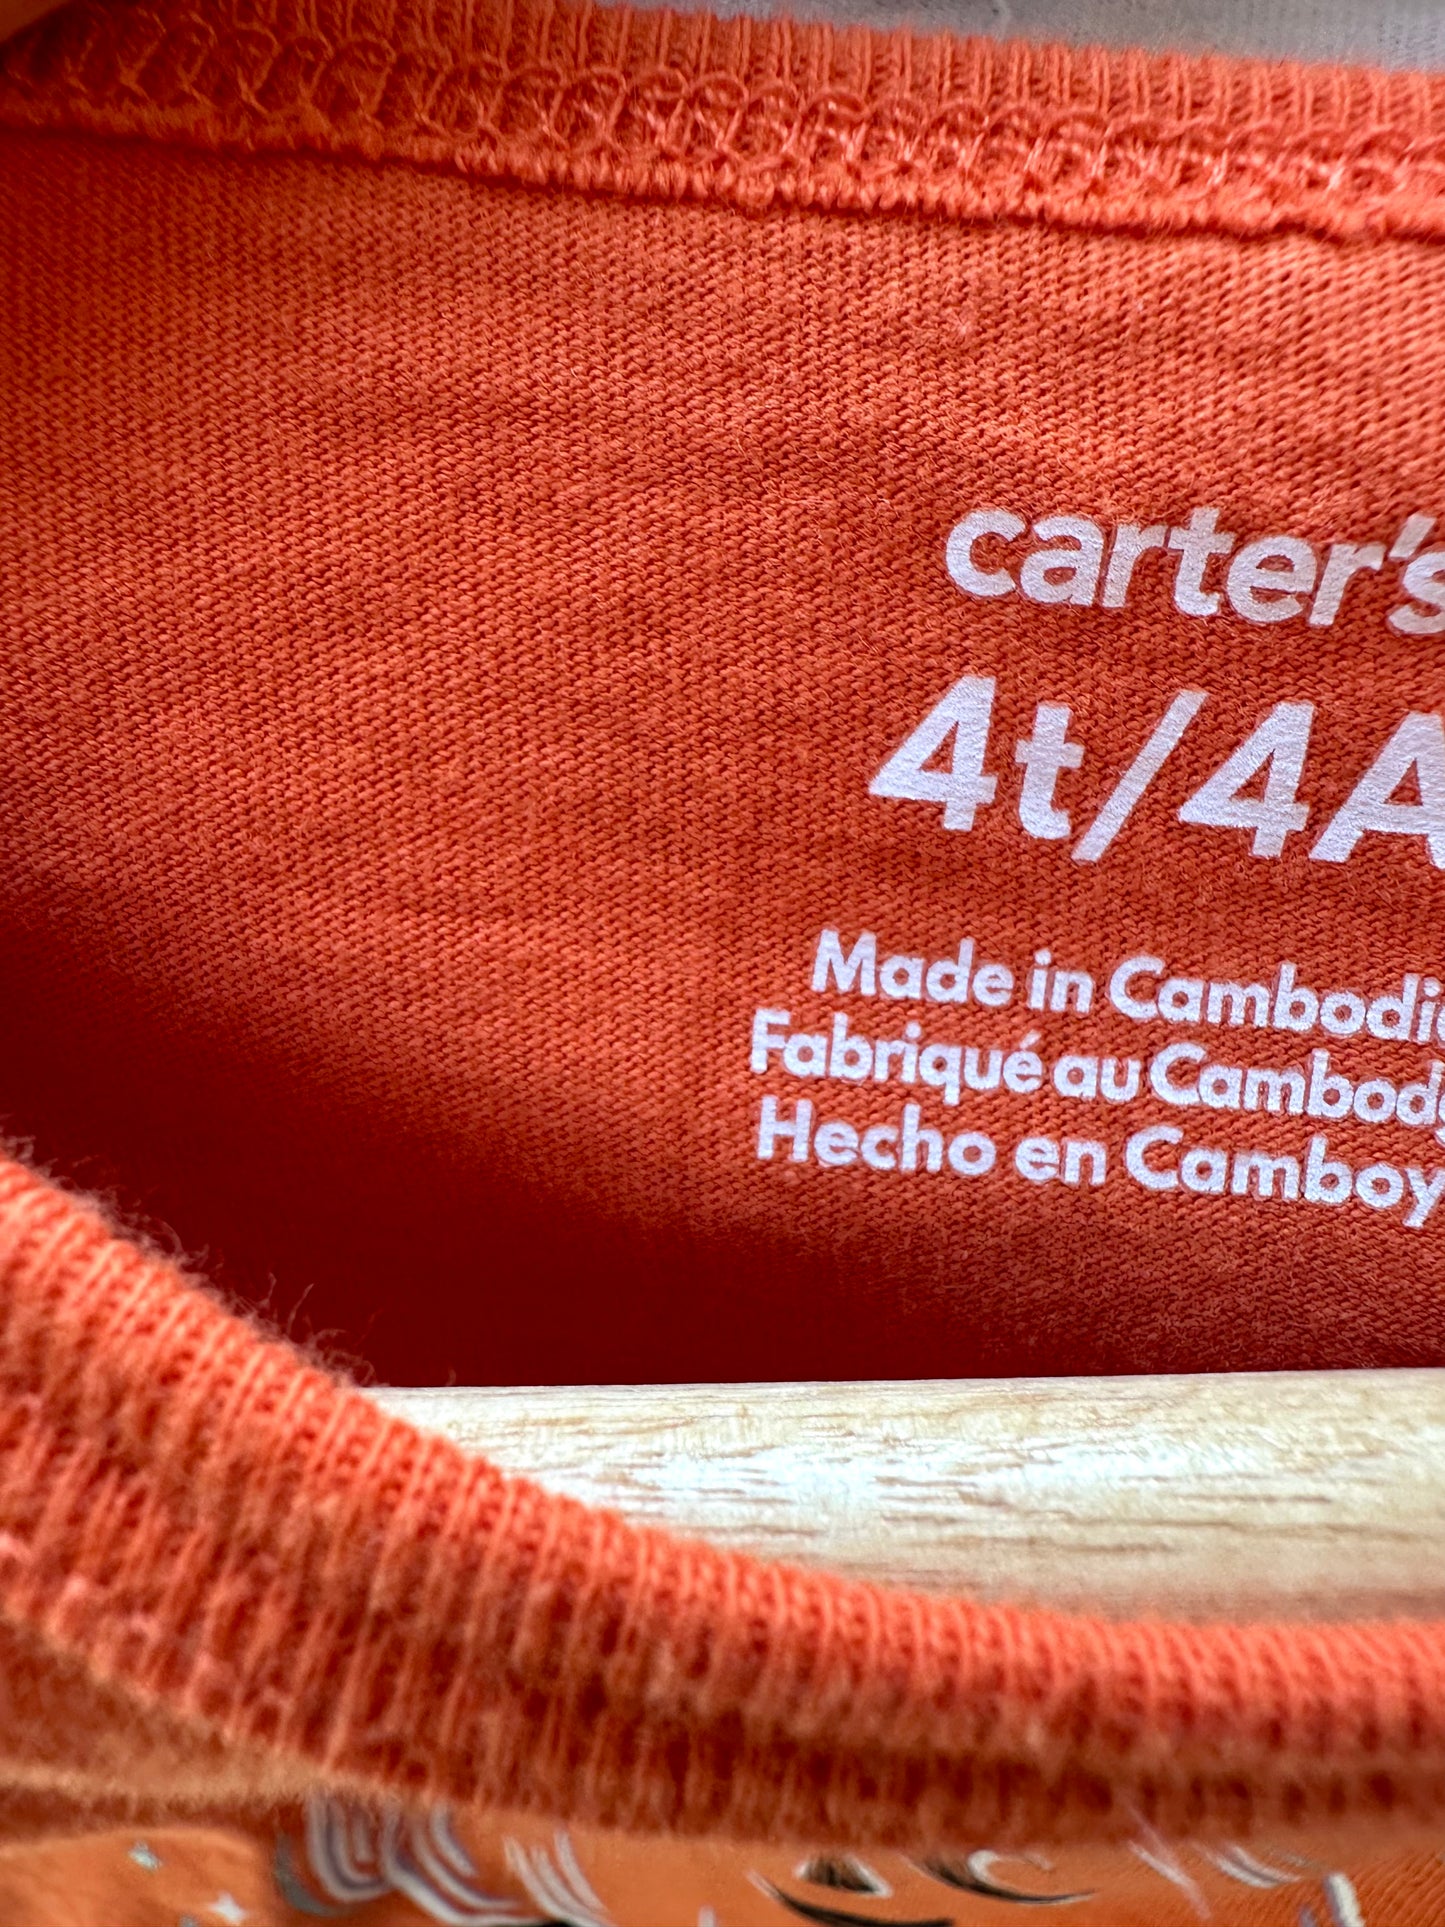 carter's
4t/4A
Made in Cambodi
Fabriqué au Cambod
Hecho en Camboy